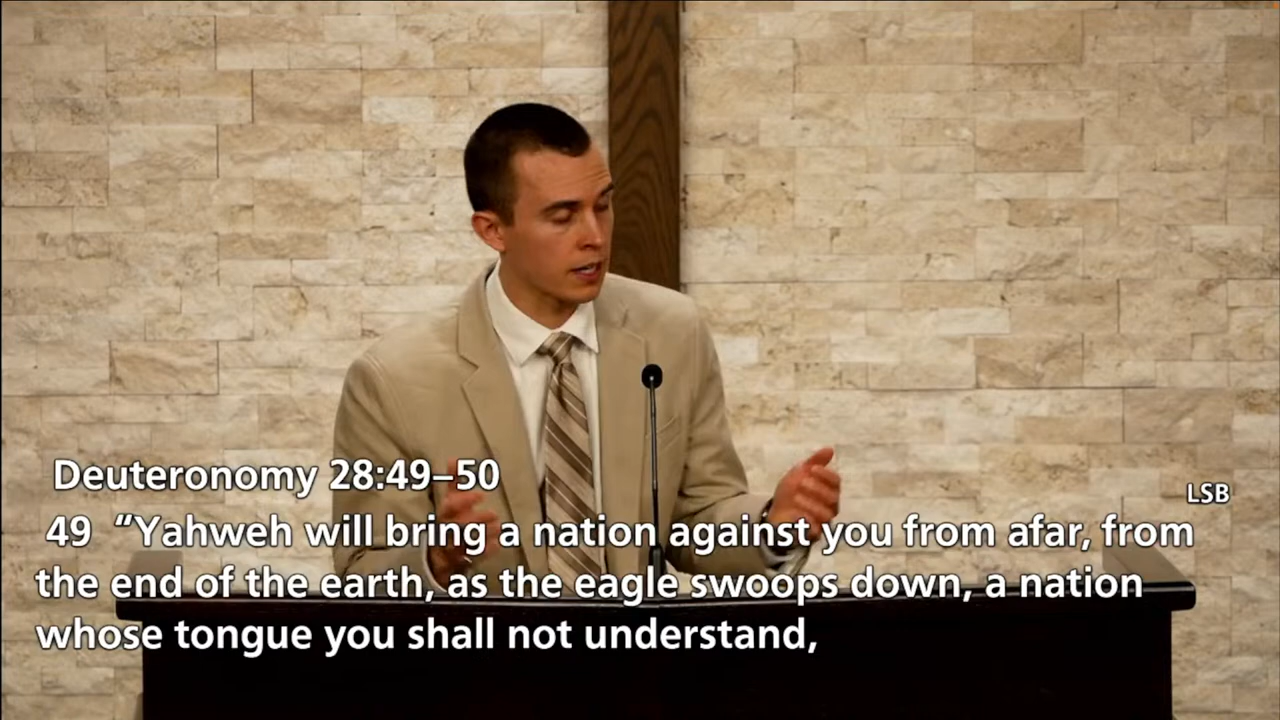 Deuteronomy 28:49–50
LSB
49 “Yahweh will bring a nation against you from afar, from
the end of the earth, as the eagle swoops down, a nation
whose tongue you shall not understand,